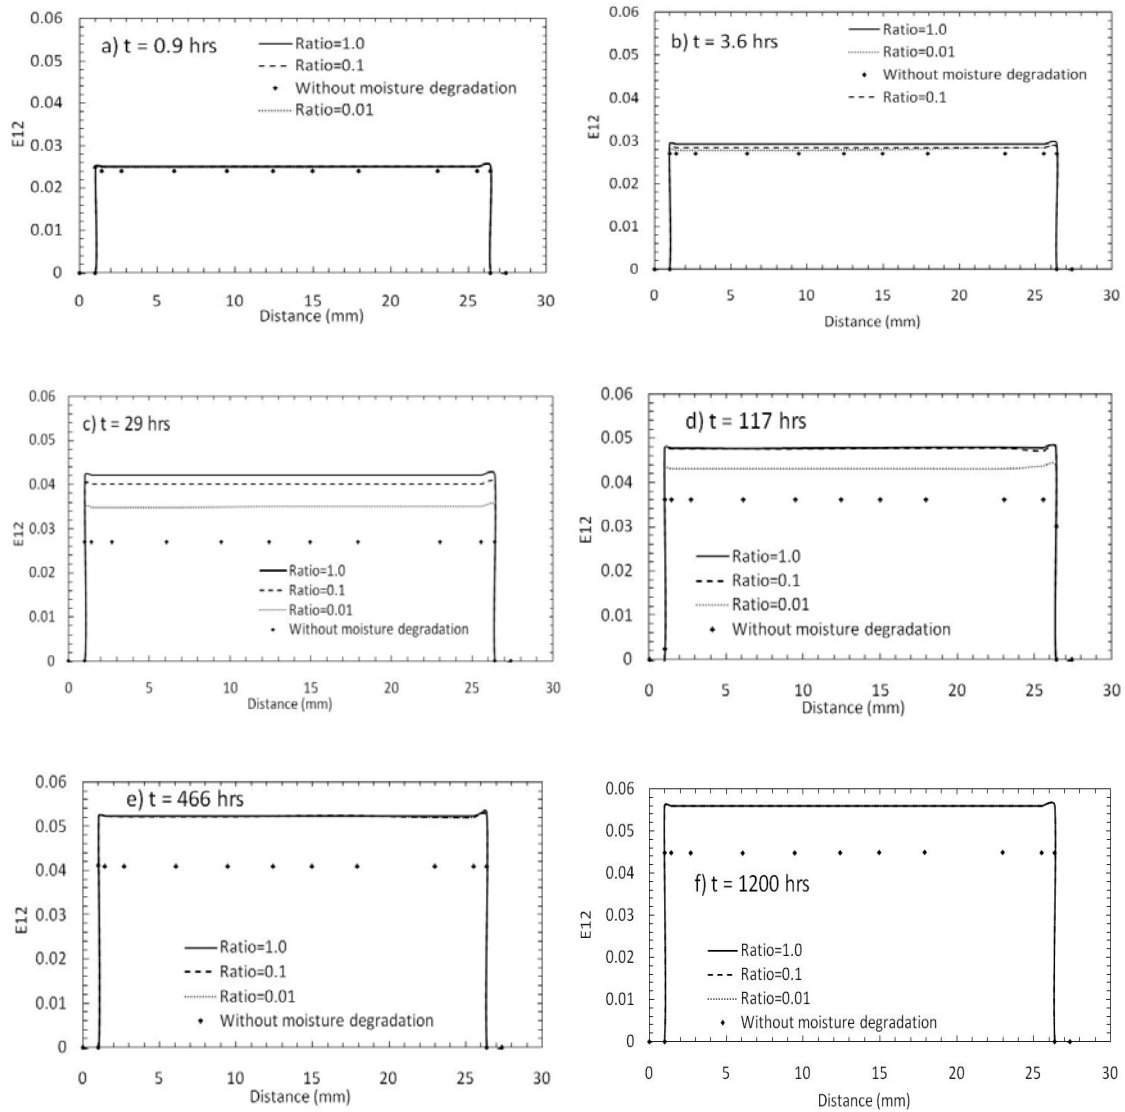 a) t = 0.9 hrs
Ratio=1.0
Ratio=0.1
Without moisture degradation
Ratio=0.01
E12
0.06
0.05
0.04
0.03
0.02
0.01
0
0 5 10 15 20 25 30
Distance (mm)
b) t = 3.6 hrs
Ratio=1.0
Ratio=0.01
Without moisture degradation
Ratio=0.1
E12
0.06
0.05
0.04
0.03
0.02
0.01
0
0 5 10 15 20 25 30
Distance (mm)
c) t = 29 hrs
E12
0.06
0.05
0.04
0.03
0.02
0.01
0
Ratio=1.0
Ratio=0.1
Ratio=0.01
Without moisture degradation
0 5 10 15 20 25 30
Distance (mm)
d) t = 117 hrs
E12
0.06
0.05
0.04
0.03
0.02
0.01
0
Ratio=1.0
Ratio=0.1
Ratio=0.01
Without moisture degradation
0 5 10 15 20 25 30
Distance (mm)
e) t = 466 hrs
E12
0.06
0.05
0.04
0.03
0.02
0.01
0
Ratio=1.0
Ratio=0.1
Ratio=0.01
Without moisture degradation
0 5 10 15 20 25 30
Distance (mm)
f) t = 1200 hrs
E12
0.06
0.05
0.04
0.03
0.02
0.01
0
Ratio=1.0
Ratio=0.1
Ratio=0.01
Without moisture degradation
0 5 10 15 20 25 30
Distance (mm)